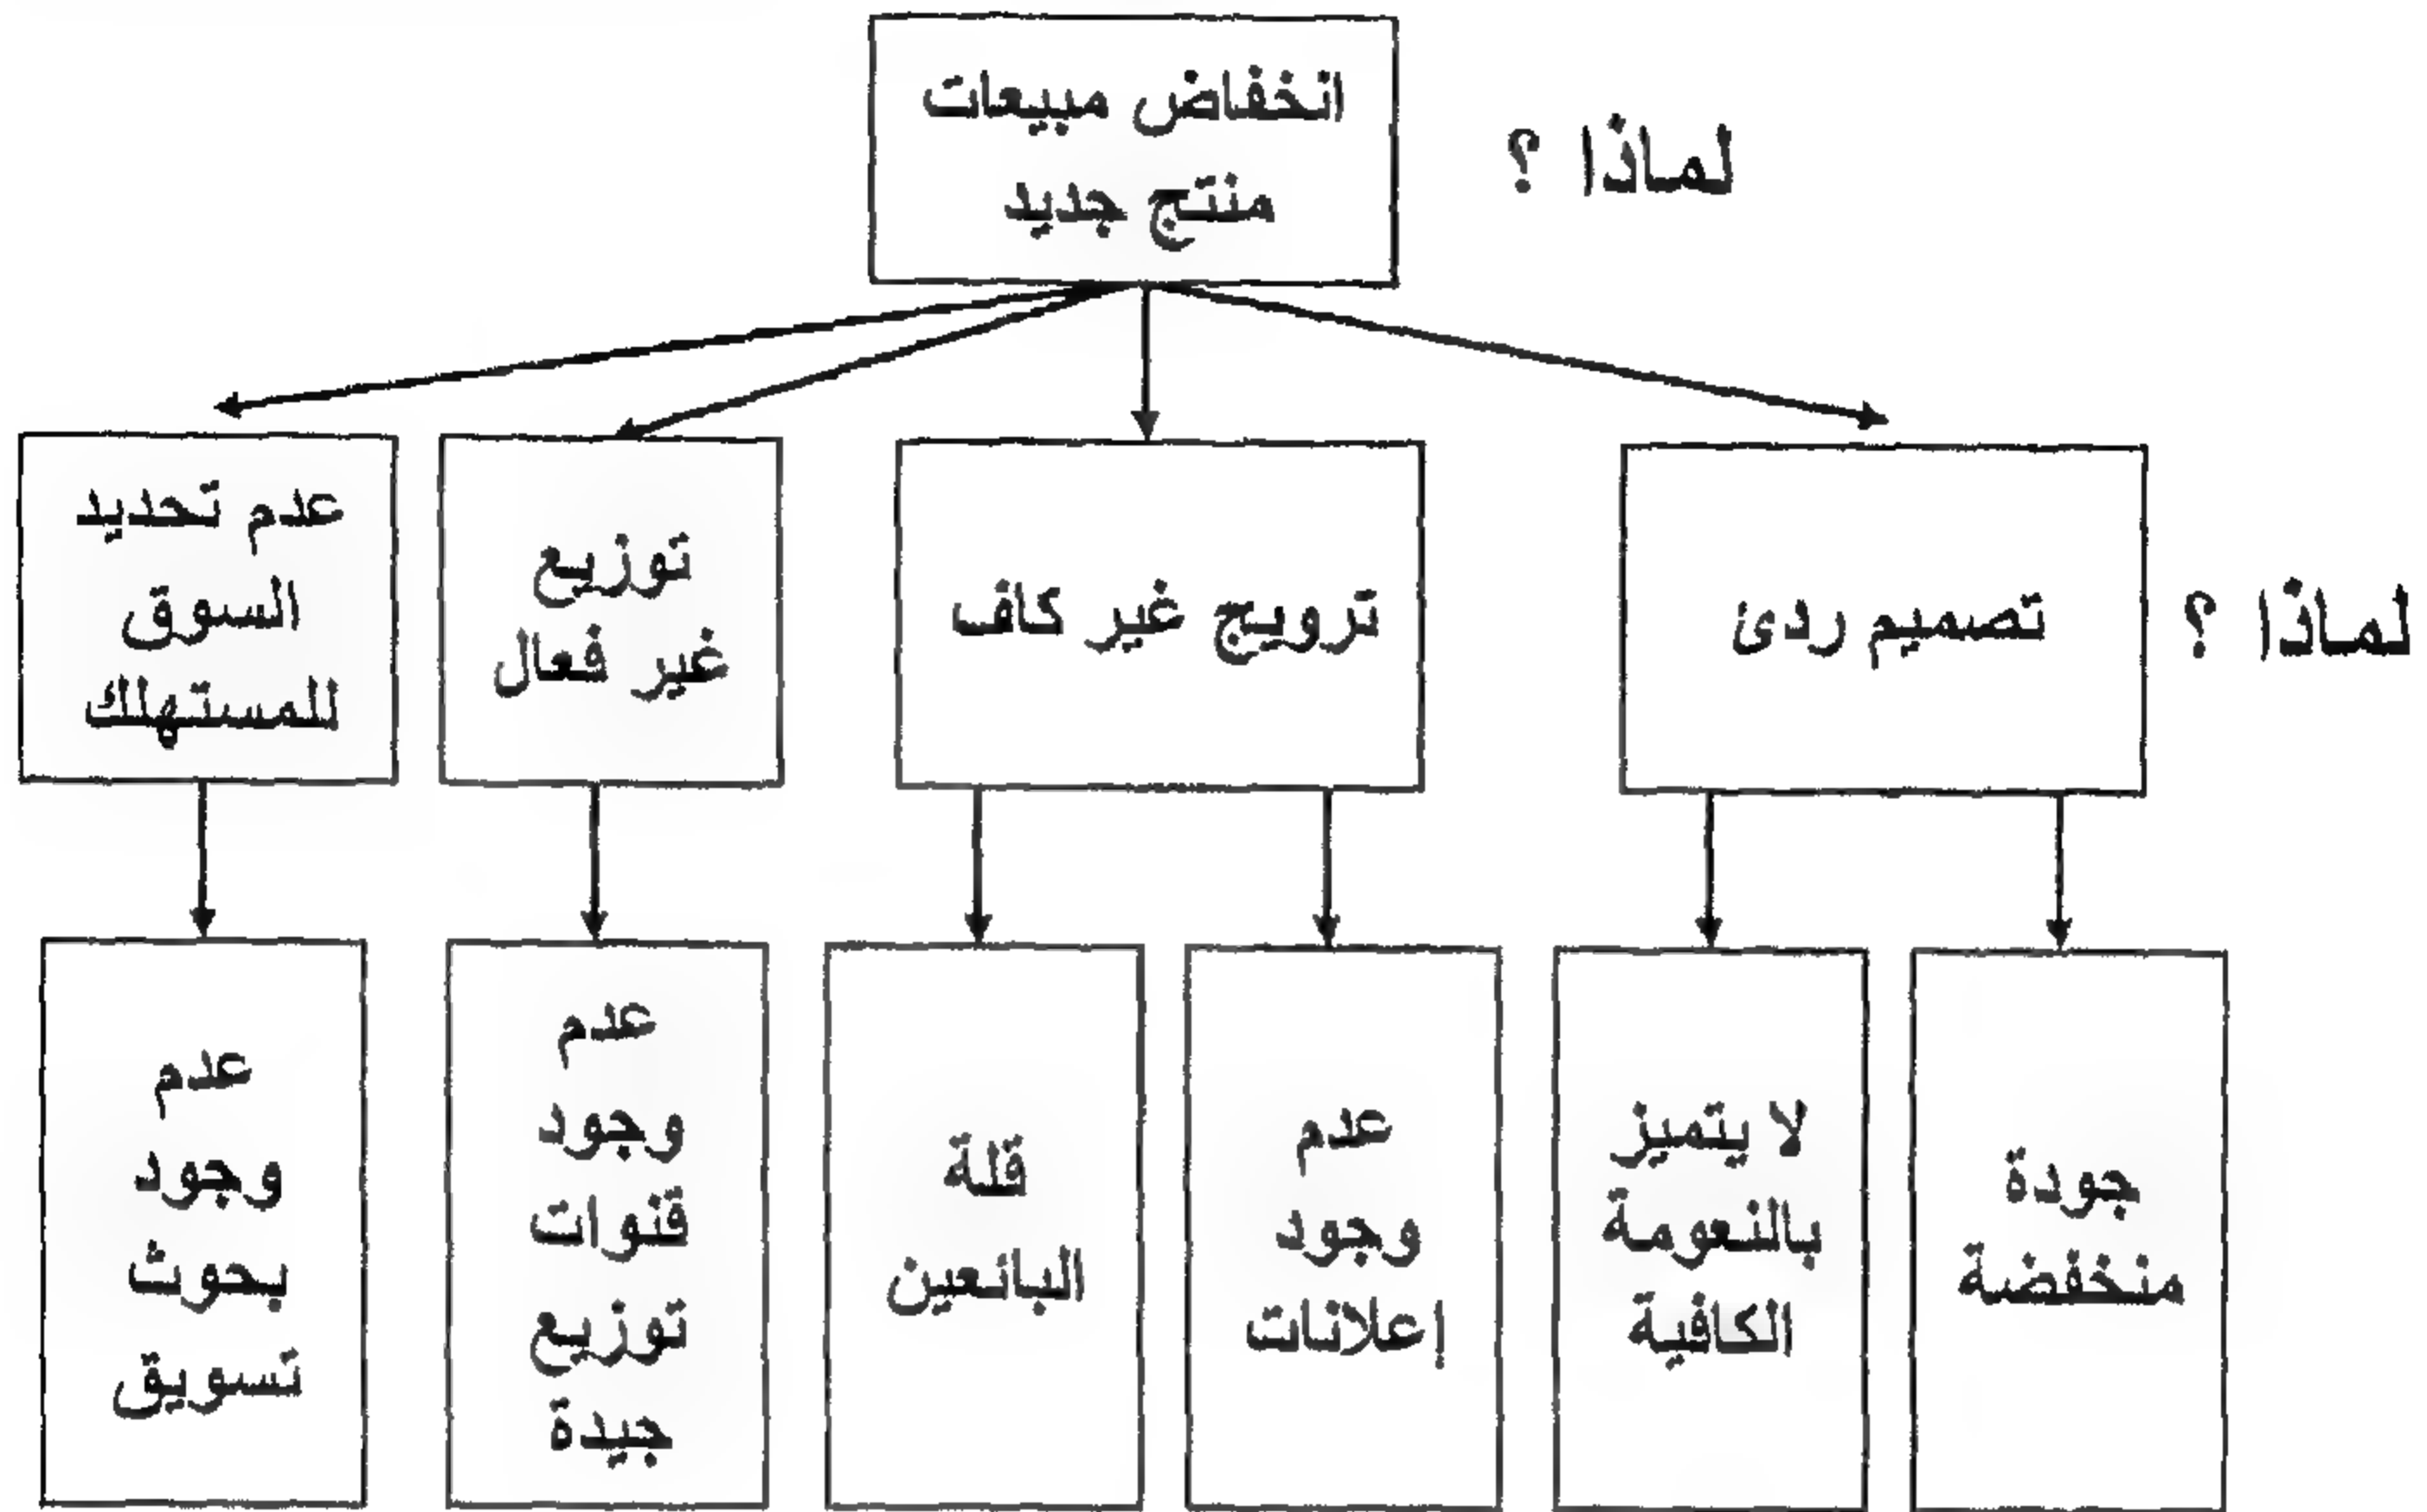 انخفاض مبيعات
منتج جديد
لماذا ؟
لماذا ؟
تصميم ردئ
ترويج غير كاف
توزيع
غير فعال
عدم تحديد
السوق
للمستهلك
جودة
منخفضة
لا يتميز
بالنعومة
الكافية
عدم
وجود
إعلانات
قلة
البائعين
عدم
وجود
قنوات
توزيع
جيدة
عدم
وجود
بحوث
تسويق